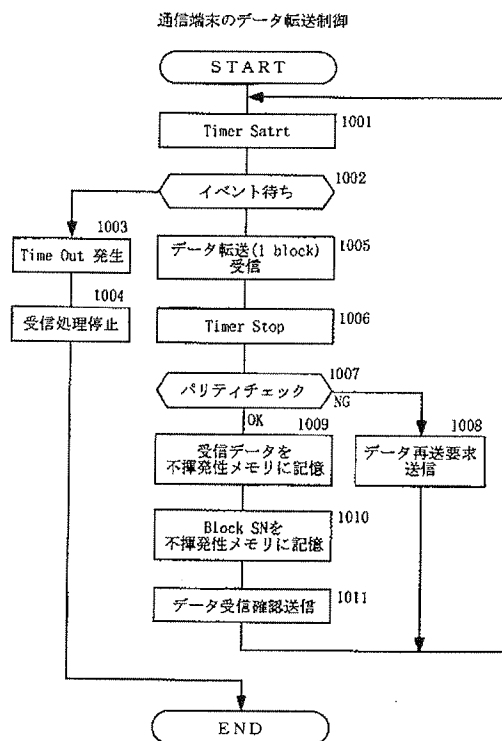 通信端末のデータ転送制御
START
Timer Satrt
1001
イベント待ち
1002
1003
Time Out 発生
1004
受信処理停止
データ転送(1 block)
受信
1005
Timer Stop
1006
パリティチェック
1007
NG
OK
1009
受信データを
不揮発性メモリに記憶
1008
データ再送要求
送信
Block SNを
不揮発性メモリに記憶
1010
データ受信確認送信
1011
END